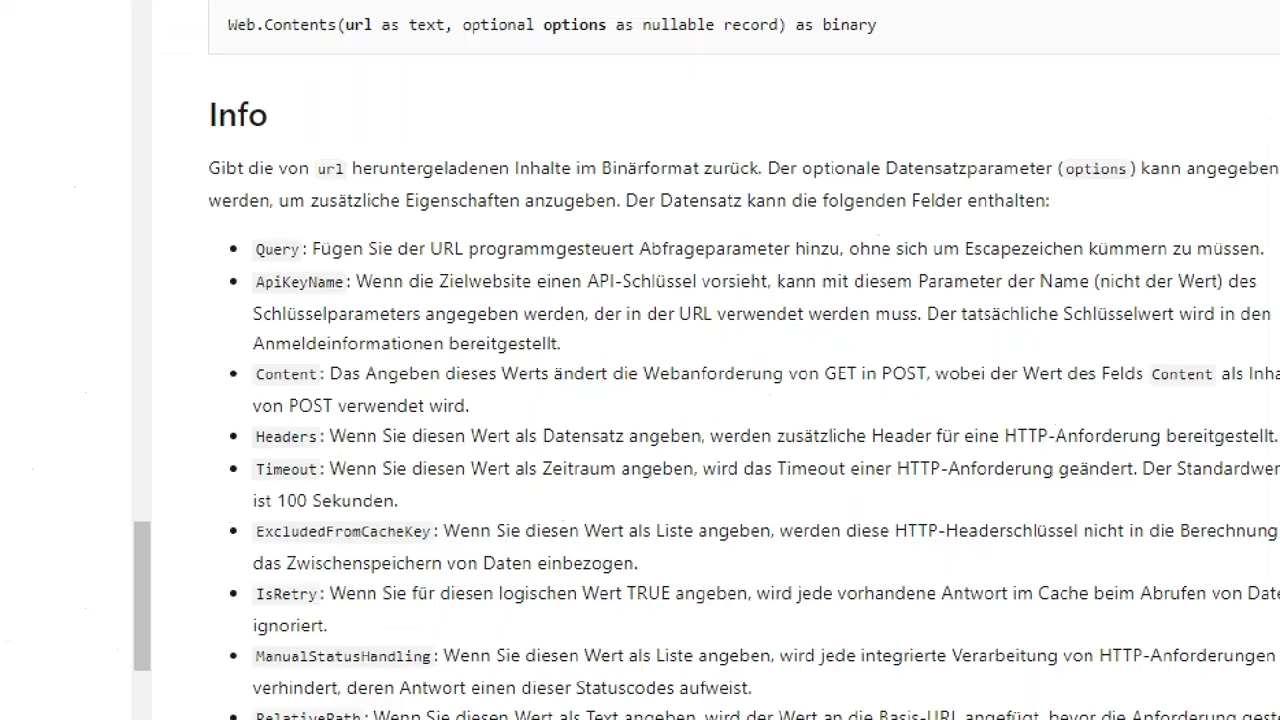 Web.Contents(url as text, optional options as nullable record) as binary
Info
Gibt die von url heruntergeladenen Inhalte im Binärformat zurück. Der optionale Datensatzparameter (options) kann angegeben
werden, um zusätzliche Eigenschaften anzugeben. Der Datensatz kann die folgenden Felder enthalten:
• Query: Fügen Sie der URL programmgesteuert Abfrageparameter hinzu, ohne sich um Escapezeichen kümmern zu müssen.
• ApiKeyName: Wenn die Zielwebsite einen API-Schlüssel vorsieht, kann mit diesem Parameter der Name (nicht der Wert) des
Schlüsselparameters angegeben werden, der in der URL verwendet werden muss. Der tatsächliche Schlüsselwert wird in den
Anmeldeinformationen bereitgestellt.
• Content: Das Angeben dieses Werts ändert die Webanforderung von GET in POST, wobei der Wert des Felds Content als Inha
von POST verwendet wird.
• Headers: Wenn Sie diesen Wert als Datensatz angeben, werden zusätzliche Header für eine HTTP-Anforderung bereitgestellt.
• Timeout: Wenn Sie diesen Wert als Zeitraum angeben, wird das Timeout einer HTTP-Anforderung geändert. Der Standardwer
ist 100 Sekunden.
• ExcludedFromCacheKey: Wenn Sie diesen Wert als Liste angeben, werden diese HTTP-Headerschlüssel nicht in die Berechnung
das Zwischenspeichern von Daten einbezogen.
• IsRetry: Wenn Sie für diesen logischen Wert TRUE angeben, wird jede vorhandene Antwort im Cache beim Abrufen von Date
ignoriert.
• ManualStatusHandling: Wenn Sie diesen Wert als Liste angeben, wird jede integrierte Verarbeitung von HTTP-Anforderungen
verhindert, deren Antwort einen dieser Statuscodes aufweist.
• RelativePath: Wenn Sie diesen Wert als Text angeben, wird der Wert an die Basis-URL angefügt, bevor die Anforderung gest